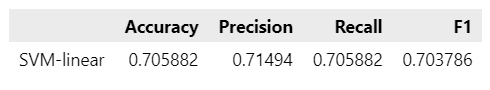 Accuracy Precision Recall F1
SVM-linear 0.705882 0.71494 0.705882 0.703786